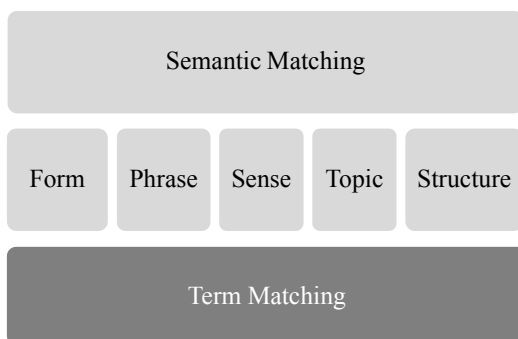 Semantic Matching
Form Phrase Sense Topic Structure
Term Matching